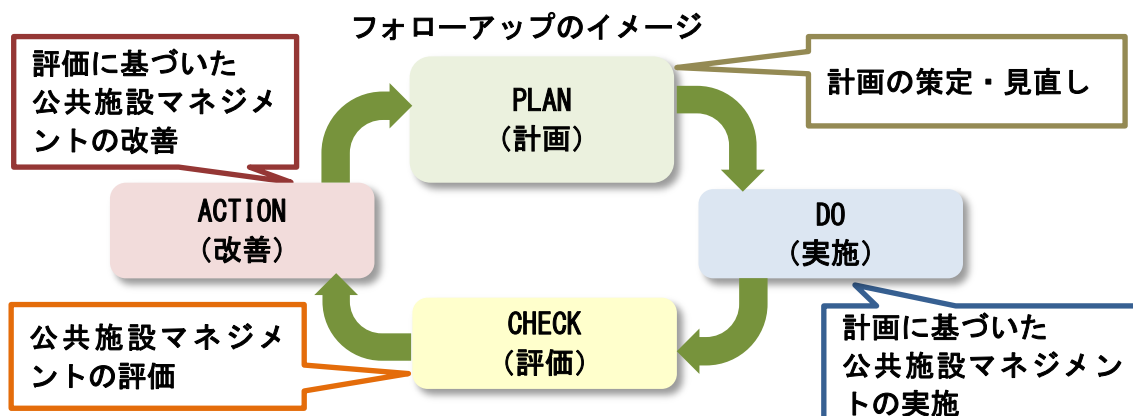 フォローアップのイメージ
評価に基づいた
公共施設マネジメ
ントの改善
PLAN
(計画)
計画の策定・見直し
ACTION
(改善)
DO
(実施)
公共施設マネジメ
ントの評価
CHECK
(評価)
計画に基づいた
公共施設マネジメン
トの実施